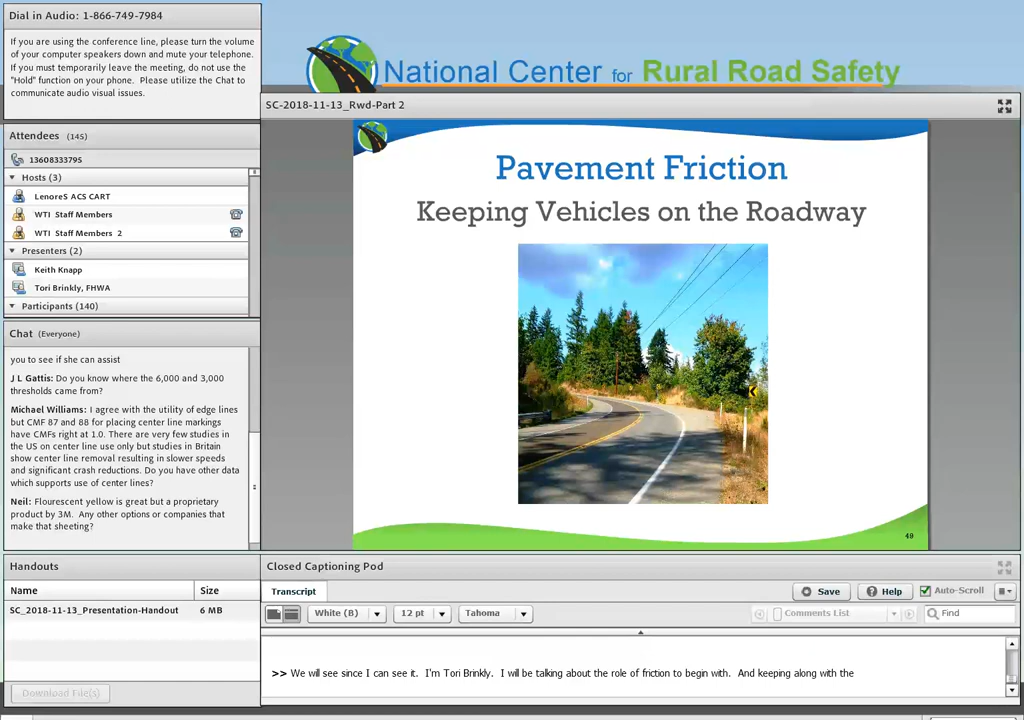 Dial in Audio: 1-866-749-7984
If you are using the conference line, please turn the volume
of your computer speakers down and mute your telephone.
If you must temporarily leave the meeting, do not use the
"Hold" function on your phone.  Please utilize the Chat to
communicate audio visual issues.
National Center for Rural Road Safety
SC-2018-11-13_Rwd-Part 2
Attendees (145)
13608333795
Hosts (3)
LenoreS ACS CART
WTI Staff Members
WTI Staff Members 2
Presenters (2)
Keith Knapp
Tori Brinkly, FHWA
Participants (140)
Pavement Friction
Keeping Vehicles on the Roadway
49
Chat (Everyone)
you to see if she can assist
J L Gattis: Do you know where the 6,000 and 3,000
thresholds came from?
Michael Williams: I agree with the utility of edge lines
but CMF 87 and 88 for placing center line markings
have CMFs right at 1.0. There are very few studies in
the US on center line use only but studies in Britain
show center line removal resulting in slower speeds
and significant crash reductions. Do you have other data
which supports use of center lines?
Neil: Flourescent yellow is great but a proprietary
product by 3M.  Any other options or companies that
make that sheeting?
Handouts
Name Size
SC_2018-11-13_Presentation-Handout 6 MB
Download File(s)
Closed Captioning Pod
Transcript Save Help Auto-Scroll
White (B) 12 pt Tahoma Comments List Find
>> We will see since I can see it.  I'm Tori Brinkly.  I will be talking about the role of friction to begin with.  And keeping along with the